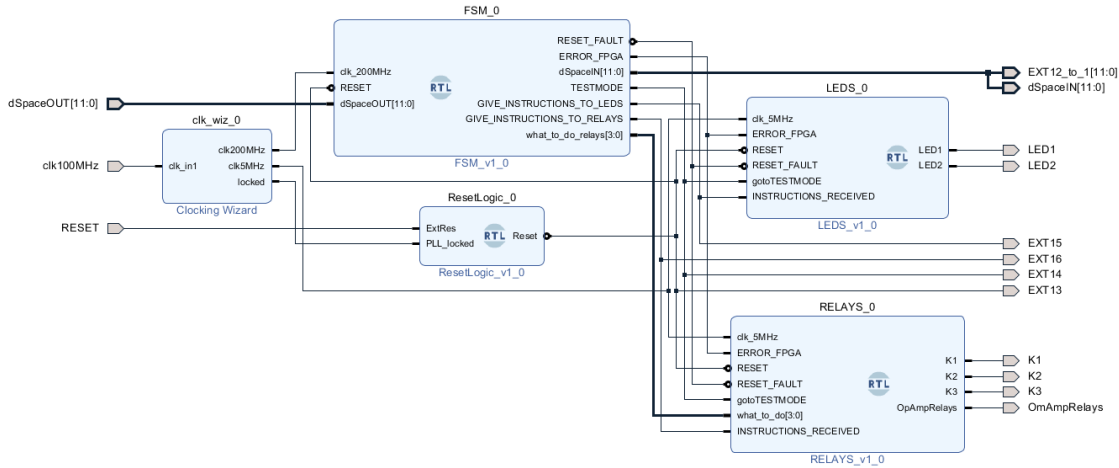 FSM_0
RESET_FAULT
ERROR_FPGA
clk_200MHz
dSpaceIN[11:0]
RESET
TESTMODE
dSpaceOUT[11:0]
GIVE_INSTRUCTIONS_TO_LEDS
GIVE_INSTRUCTIONS_TO_RELAYS
what_to_do_relays[3:0]
RTL
FSM_v1_0
dSpaceOUT[11:0]
clk_wiz_0
clk100MHz
clk_in1
clk200MHz
clk5MHz
locked
Clocking Wizard
RESET
ResetLogic_0
ExtRes
PLL_locked
RTL
Reset
ResetLogic_v1_0
EXT12_to_1[11:0]
dSpaceIN[11:0]
LEDS_0
clk_5MHz
ERROR_FPGA
RESET
RESET_FAULT
gotoTESTMODE
INSTRUCTIONS_RECEIVED
RTL
LED1
LED2
LEDS_v1_0
LED1
LED2
EXT15
EXT16
EXT14
EXT13
RELAYS_0
clk_5MHz
ERROR_FPGA
RESET
RESET_FAULT
gotoTESTMODE
what_to_do[3:0]
INSTRUCTIONS_RECEIVED
RTL
K1
K2
K3
OpAmpRelays
RELAYS_v1_0
K1
K2
K3
OmAmpRelays